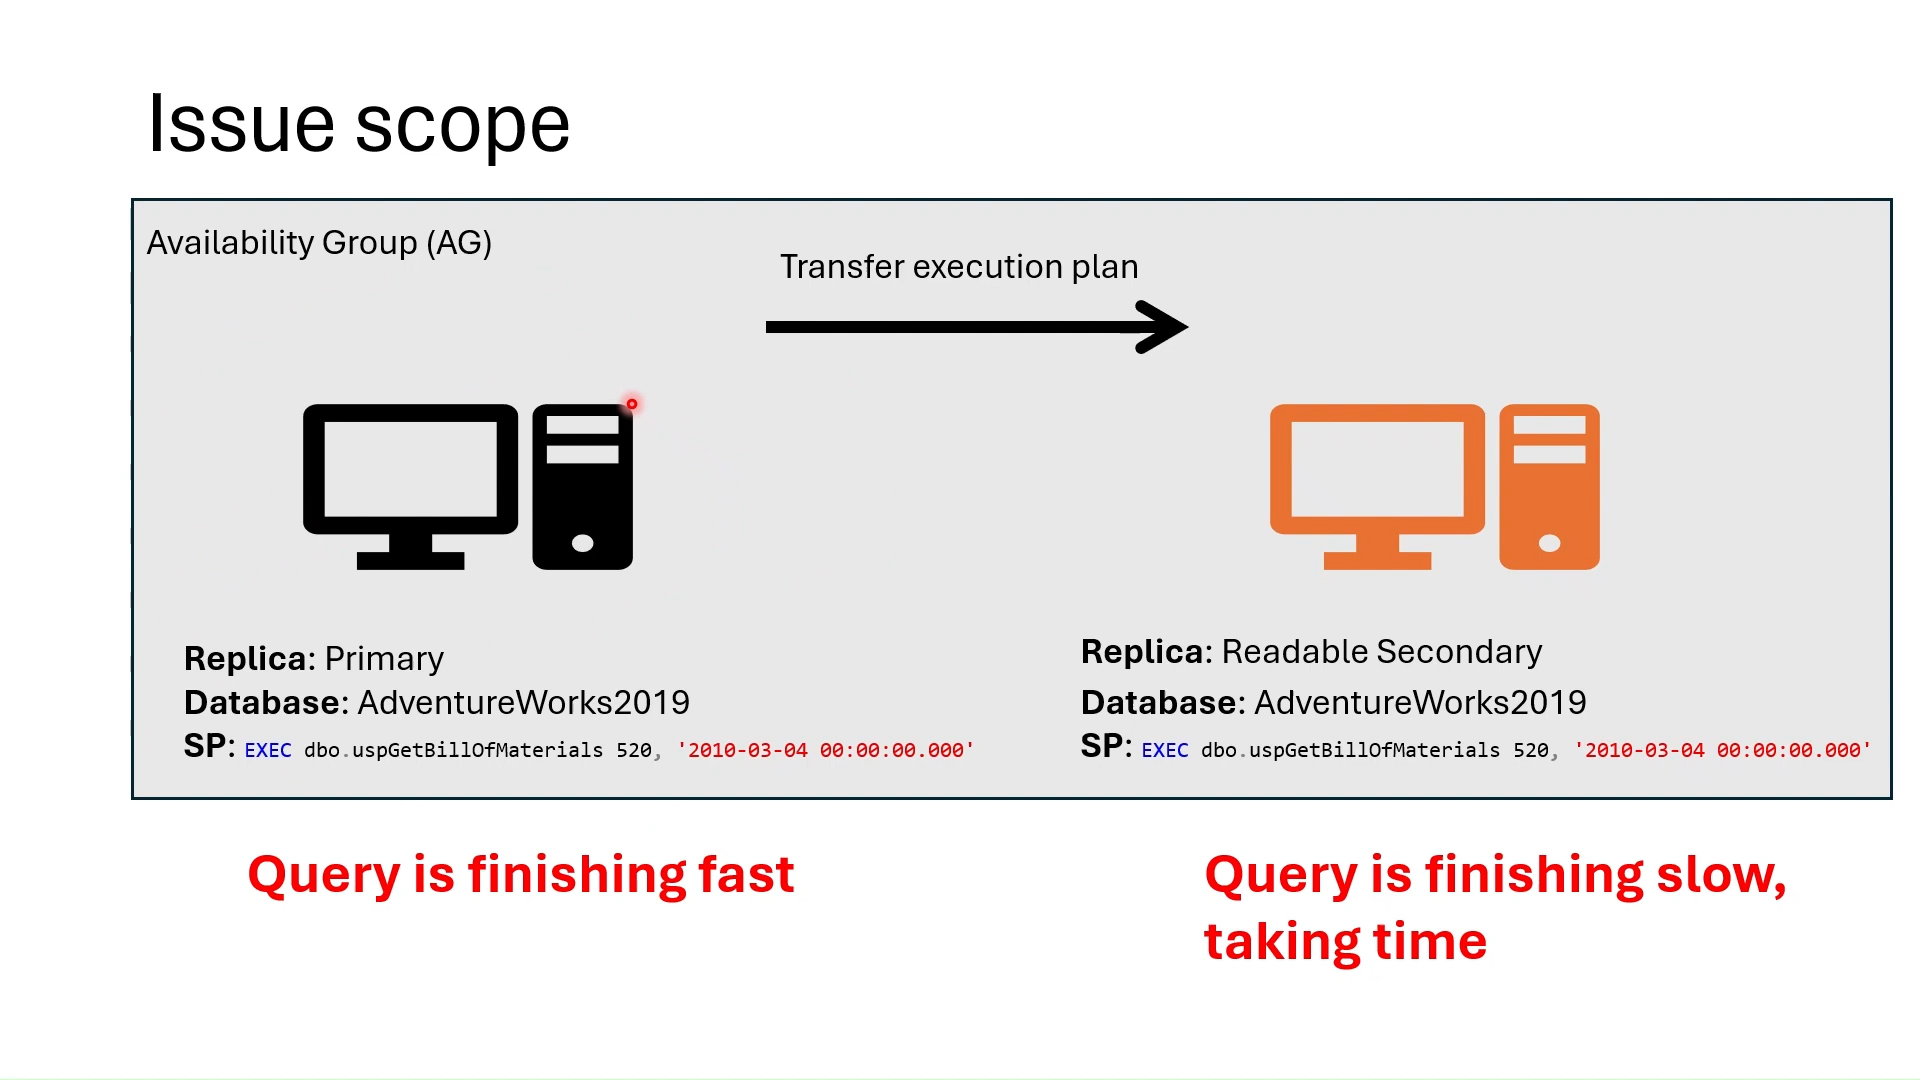 Issue scope
Availability Group (AG)
Transfer execution plan
Replica: Primary
Database: AdventureWorks2019
SP: EXEC dbo.uspGetBillOfMaterials 520, '2010-03-04 00:00:00.000'
Replica: Readable Secondary
Database: AdventureWorks2019
SP: EXEC dbo.uspGetBillOfMaterials 520, '2010-03-04 00:00:00.000'
Query is finishing fast
Query is finishing slow,
taking time